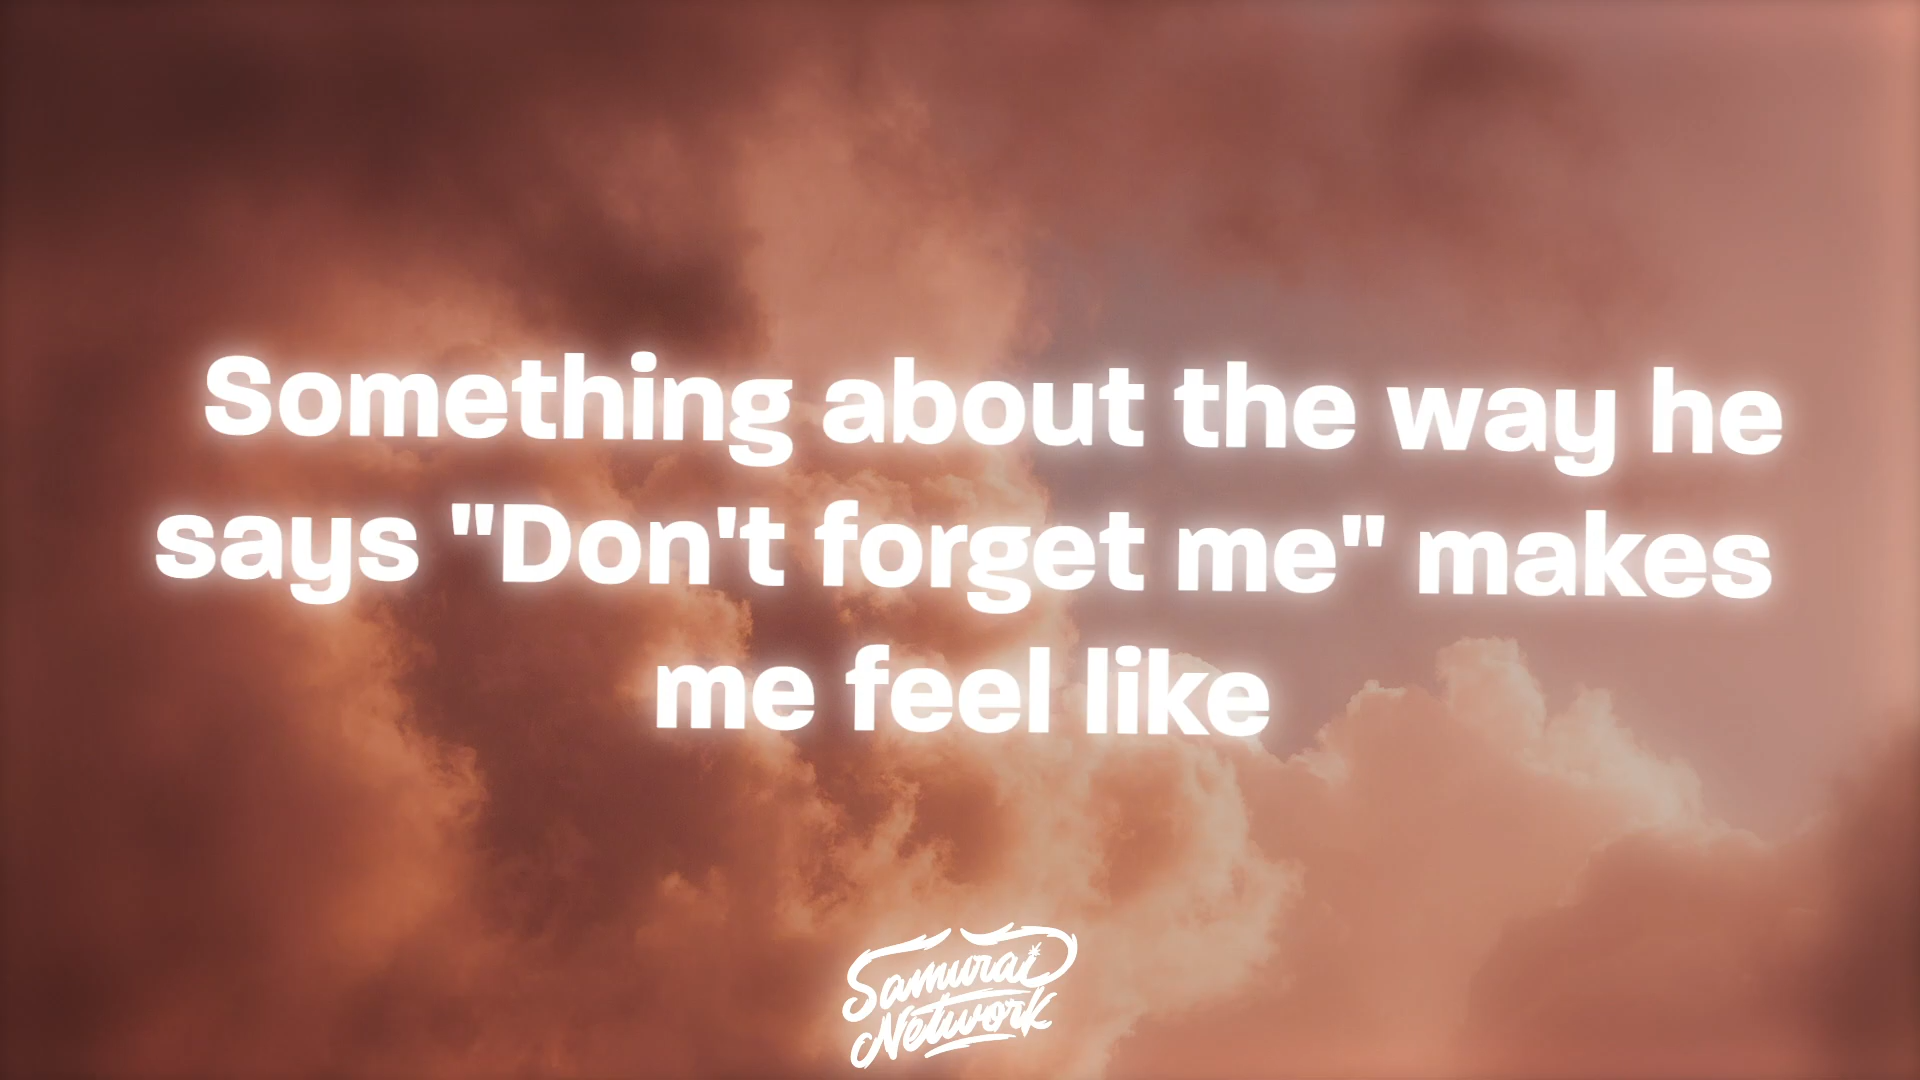 Something about the way he
says "Don't forget me" makes
me feel like
Samurai
Network